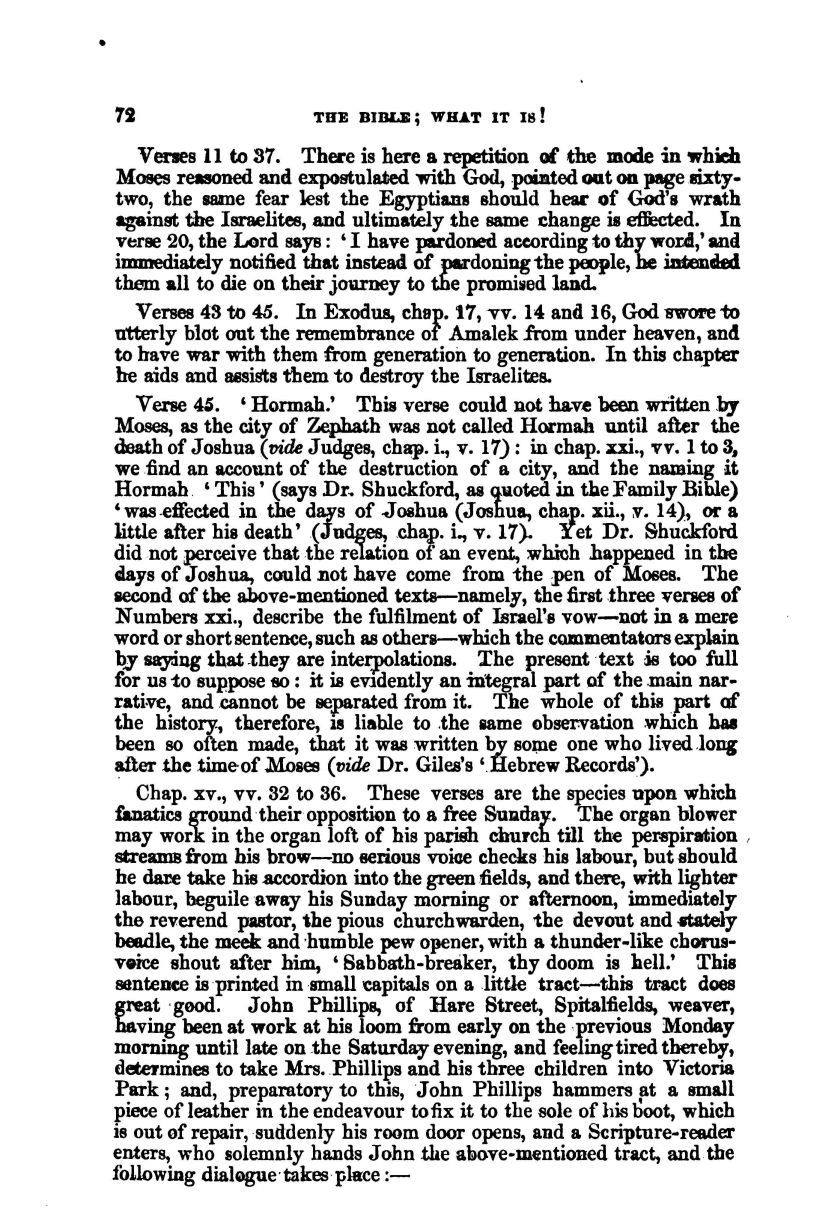 72 THE BIBLE; WHAT IT IS!
Verses 11 to 37. There is here a repetition of the mode in which
Moses reasoned and expostulated with God, pointed out on page sixty-
two, the same fear lest the Egyptians should hear of God's wrath
against the Israelites, and ultimately the same change is effected. In
verse 20, the Lord says: ‘I have pardoned according to thy word,’ and
immediately notified that instead of pardoning the people, he intended
them all to die on their journey to the promised land.
Verses 43 to 45. In Exodus, chap. 17, vv. 14 and 16, God swore to
utterly blot out the remembrance of Amalek from under heaven, and
to have war with them from generation to generation. In this chapter
he aids and assists them to destroy the Israelites.
Verse 45. ‘Hormah.’ This verse could not have been written by
Moses, as the city of Zephath was not called Hormah until after the
death of Joshua (vide Judges, chap. i., v. 17): in chap. xxi., vv. 1 to 3,
we find an account of the destruction of a city, and the naming it
Hormah ‘This’ (says Dr. Shuckford, as quoted in the Family Bible)
‘was effected in the days of Joshua (Joshua, chap. xii., v. 14), or a
little after his death’ (Judges, chap. i., v. 17). Yet Dr. Shuckford
did not perceive that the relation of an event, which happened in the
days of Joshua, could not have come from the pen of Moses. The
second of the above-mentioned texts—namely, the first three verses of
Numbers xxi., describe the fulfilment of Israel's vow—not in a mere
word or short sentence, such as others—which the commentators explain
by saying that they are interpolations. The present text is too full
for us to suppose so: it is evidently an integral part of the main nar-
rative, and cannot be separated from it. The whole of this part of
the history, therefore, is liable to the same observation which has
been so often made, that it was written by some one who lived long
after the time of Moses (vide Dr. Giles's ‘Hebrew Records’).
Chap. xv., vv. 32 to 36. These verses are the species upon which
fanatics ground their opposition to a free Sunday. The organ blower
may work in the organ loft of his parish church till the perspiration
streams from his brow—no serious voice checks his labour, but should
he dare take his accordion into the green fields, and there, with lighter
labour, beguile away his Sunday morning or afternoon, immediately
the reverend pastor, the pious churchwarden, the devout and stately
beadle, the meek and humble pew opener, with a thunder-like chorus-
voice shout after him, ‘Sabbath-breaker, thy doom is hell.’ This
sentence is printed in small capitals on a little tract—this tract does
great good. John Phillips, of Hare Street, Spitalfields, weaver,
having been at work at his loom from early on the previous Monday
morning until late on the Saturday evening, and feeling tired thereby,
determines to take Mrs. Phillips and his three children into Victoria
Park; and, preparatory to this, John Phillips hammers at a small
piece of leather in the endeavour to fix it to the sole of his boot, which
is out of repair, suddenly his room door opens, and a Scripture-reader
enters, who solemnly hands John the above-mentioned tract, and the
following dialogue takes place:—